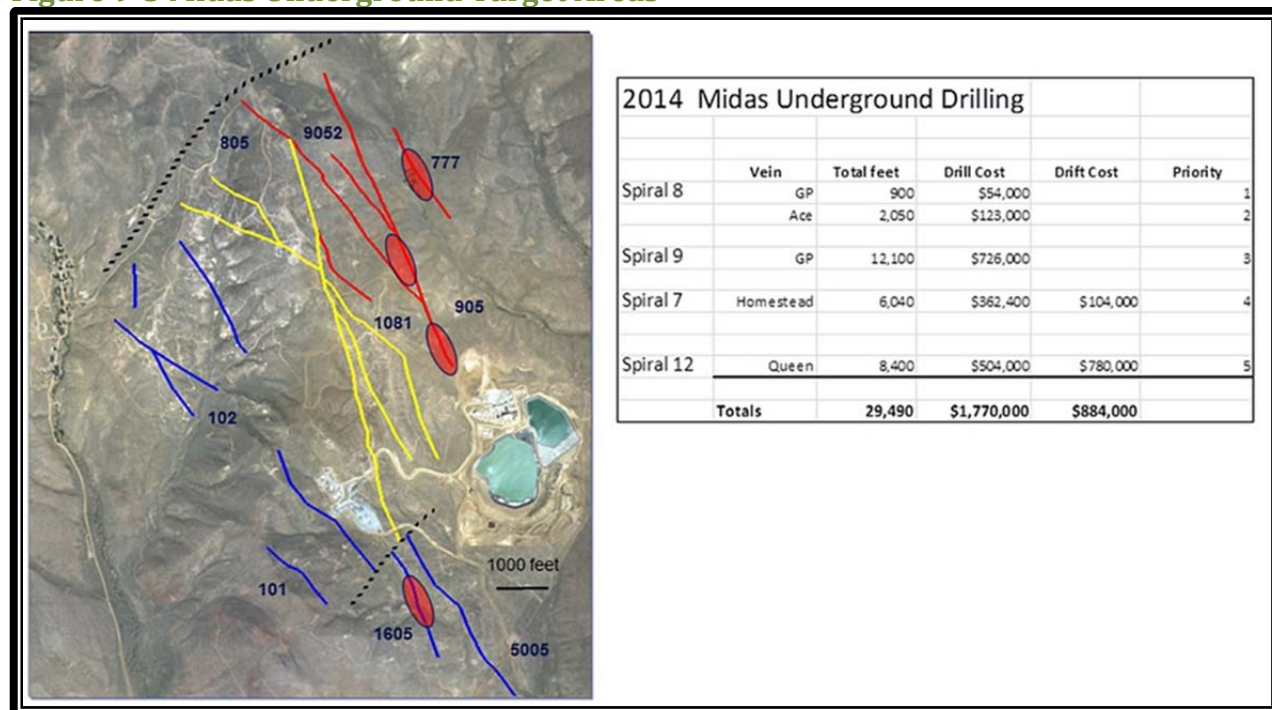 2014 Midas Underground Drilling
Vein Total feet Drill Cost Drift Cost Priority
Spiral 8 GP 900 $54,000 1
Ace 2,050 $123,000 2
Spiral 9 GP 12,100 $726,000 3
Spiral 7 Homestead 6,040 $362,400 $104,000 4
Spiral 12 Queen 8,400 $504,000 $780,000 5
Totals 29,490 $1,770,000 $884,000
805
9052
777
905
1081
102
1000 feet
101
1605
5005